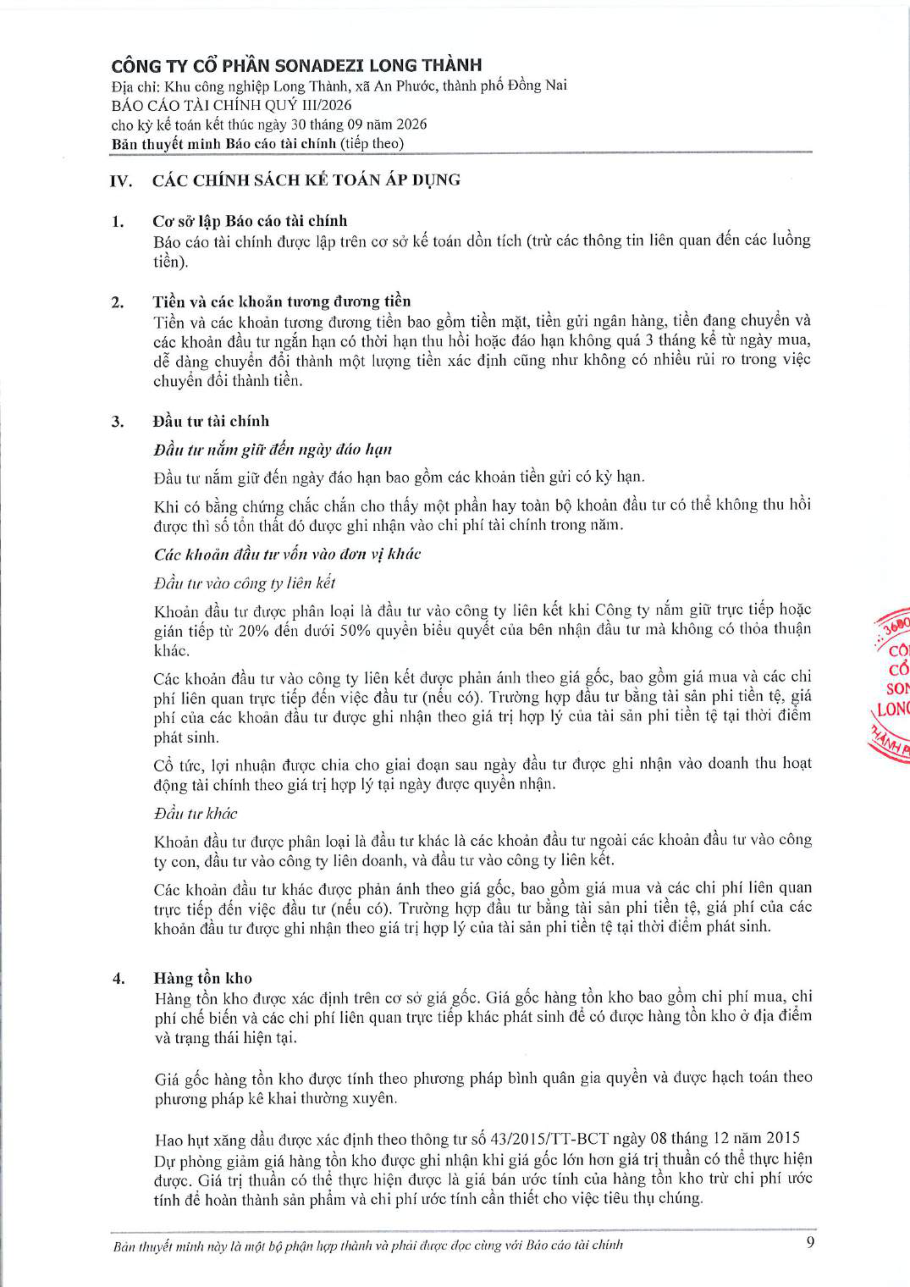 CÔNG TY CỔ PHẦN SONADEZI LONG THÀNH
Địa chỉ: Khu công nghiệp Long Thành, xã An Phước, thành phố Đồng Nai
BÁO CÁO TÀI CHÍNH QUÝ III/2026
cho kỳ kế toán kết thúc ngày 30 tháng 09 năm 2026
Bản thuyết minh Báo cáo tài chính (tiếp theo)
IV. CÁC CHÍNH SÁCH KẾ TOÁN ÁP DỤNG
1. Cơ sở lập Báo cáo tài chính
Báo cáo tài chính được lập trên cơ sở kế toán dồn tích (trừ các thông tin liên quan đến các luồng
tiền).
2. Tiền và các khoản tương đương tiền
Tiền và các khoản tương đương tiền bao gồm tiền mặt, tiền gửi ngân hàng, tiền đang chuyển và
các khoản đầu tư ngắn hạn có thời hạn thu hồi hoặc đáo hạn không quá 3 tháng kể từ ngày mua,
dễ dàng chuyển đổi thành một lượng tiền xác định cũng như không có nhiều rủi ro trong việc
chuyển đổi thành tiền.
3. Đầu tư tài chính
Đầu tư nắm giữ đến ngày đáo hạn
Đầu tư nắm giữ đến ngày đáo hạn bao gồm các khoản tiền gửi có kỳ hạn.
Khi có bằng chứng chắc chắn cho thấy một phần hay toàn bộ khoản đầu tư có thể không thu hồi
được thì số tổn thất đó được ghi nhận vào chi phí tài chính trong năm.
Các khoản đầu tư vốn vào đơn vị khác
Đầu tư vào công ty liên kết
Khoản đầu tư được phân loại là đầu tư vào công ty liên kết khi Công ty nắm giữ trực tiếp hoặc
gián tiếp từ 20% đến dưới 50% quyền biểu quyết của bên nhận đầu tư mà không có thỏa thuận
khác.
Các khoản đầu tư vào công ty liên kết được phản ánh theo giá gốc, bao gồm giá mua và các chi
phí liên quan trực tiếp đến việc đầu tư (nếu có). Trường hợp đầu tư bằng tài sản phi tiền tệ, giá
phí của các khoản đầu tư được ghi nhận theo giá trị hợp lý của tài sản phi tiền tệ tại thời điểm
phát sinh.
Cổ tức, lợi nhuận được chia cho giai đoạn sau ngày đầu tư được ghi nhận vào doanh thu hoạt
động tài chính theo giá trị hợp lý tại ngày được quyền nhận.
Đầu tư khác
Khoản đầu tư được phân loại là đầu tư khác là các khoản đầu tư ngoài các khoản đầu tư vào công
ty con, đầu tư vào công ty liên doanh, và đầu tư vào công ty liên kết.
Các khoản đầu tư khác được phản ánh theo giá gốc, bao gồm giá mua và các chi phí liên quan
trực tiếp đến việc đầu tư (nếu có). Trường hợp đầu tư bằng tài sản phi tiền tệ, giá phí của các
khoản đầu tư được ghi nhận theo giá trị hợp lý của tài sản phi tiền tệ tại thời điểm phát sinh.
4. Hàng tồn kho
Hàng tồn kho được xác định trên cơ sở giá gốc. Giá gốc hàng tồn kho bao gồm chi phí mua, chi
phí chế biến và các chi phí liên quan trực tiếp khác phát sinh để có được hàng tồn kho ở địa điểm
và trạng thái hiện tại.
Giá gốc hàng tồn kho được tính theo phương pháp bình quân gia quyền và được hạch toán theo
phương pháp kê khai thường xuyên.
Hao hụt xăng dầu được xác định theo thông tư số 43/2015/TT-BCT ngày 08 tháng 12 năm 2015
Dự phòng giảm giá hàng tồn kho được ghi nhận khi giá gốc lớn hơn giá trị thuần có thể thực hiện
được. Giá trị thuần có thể thực hiện được là giá bán ước tính của hàng tồn kho trừ chi phí ước
tính để hoàn thành sản phẩm và chi phí ước tính cần thiết cho việc tiêu thụ chúng.
Bản thuyết minh này là một bộ phận hợp thành và phải được đọc cùng với Báo cáo tài chính 9
3680
CÔ
CỔ
SON
LONG
THÀNH P